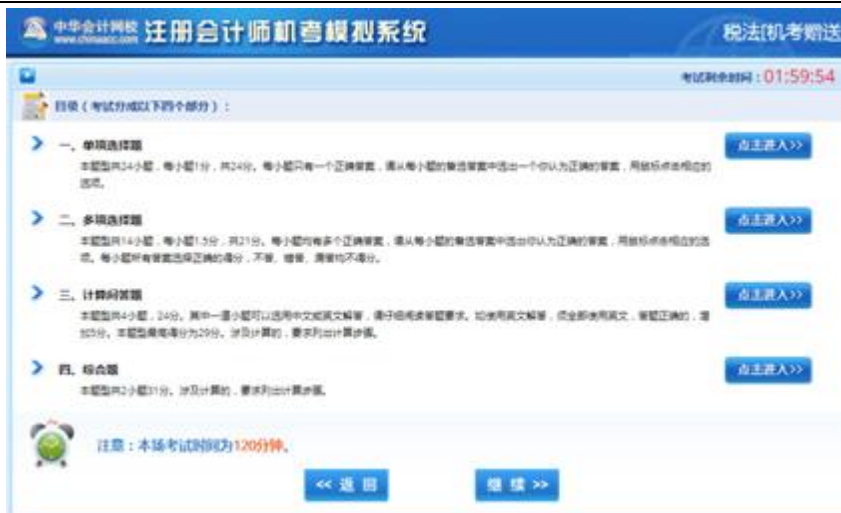 中华会计网校 注册会计师机考模拟系统 税法[机考赠送
www.chinaacc.com
考试剩余时间：01:59:54
目录（考试分成以下四个部分）：
一、单项选择题 点击进入>>
本题型共24小题，每小题1分，共24分。每小题只有一个正确答案，请从每小题的备选答案中选出一个你认为正确的答案，用鼠标点击相应的
选项。
二、多项选择题 点击进入>>
本题型共14小题，每小题1.5分，共21分。每小题均有多个正确答案，请从每小题的备选答案中选出你认为正确的答案，用鼠标点击相应的选
项。每小题所有答案选择正确的得分，不答、错答、漏答均不得分。
三、计算问答题 点击进入>>
本题型共4小题，24分。其中一道小题可以选用中文或英文解答，请仔细阅读答题要求。如使用英文解答，须全部使用英文，答题正确的，增
加5分。本题型最高得分为29分。涉及计算的，要求列出计算步骤。
四、综合题 点击进入>>
本题型共2小题31分。涉及计算的，要求列出计算步骤。
注意：本场考试时间为120分钟。
<< 返 回 继 续 >>